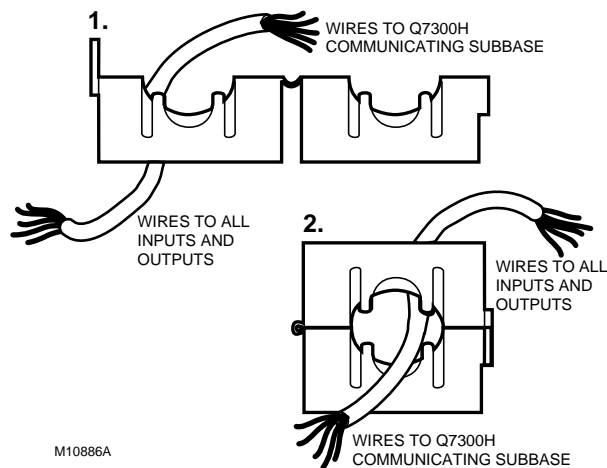 1.
WIRES TO Q7300H
COMMUNICATING SUBBASE
WIRES TO ALL
INPUTS AND
OUTPUTS
2.
WIRES TO ALL
INPUTS AND
OUTPUTS
WIRES TO Q7300H
COMMUNICATING SUBBASE
M10886A